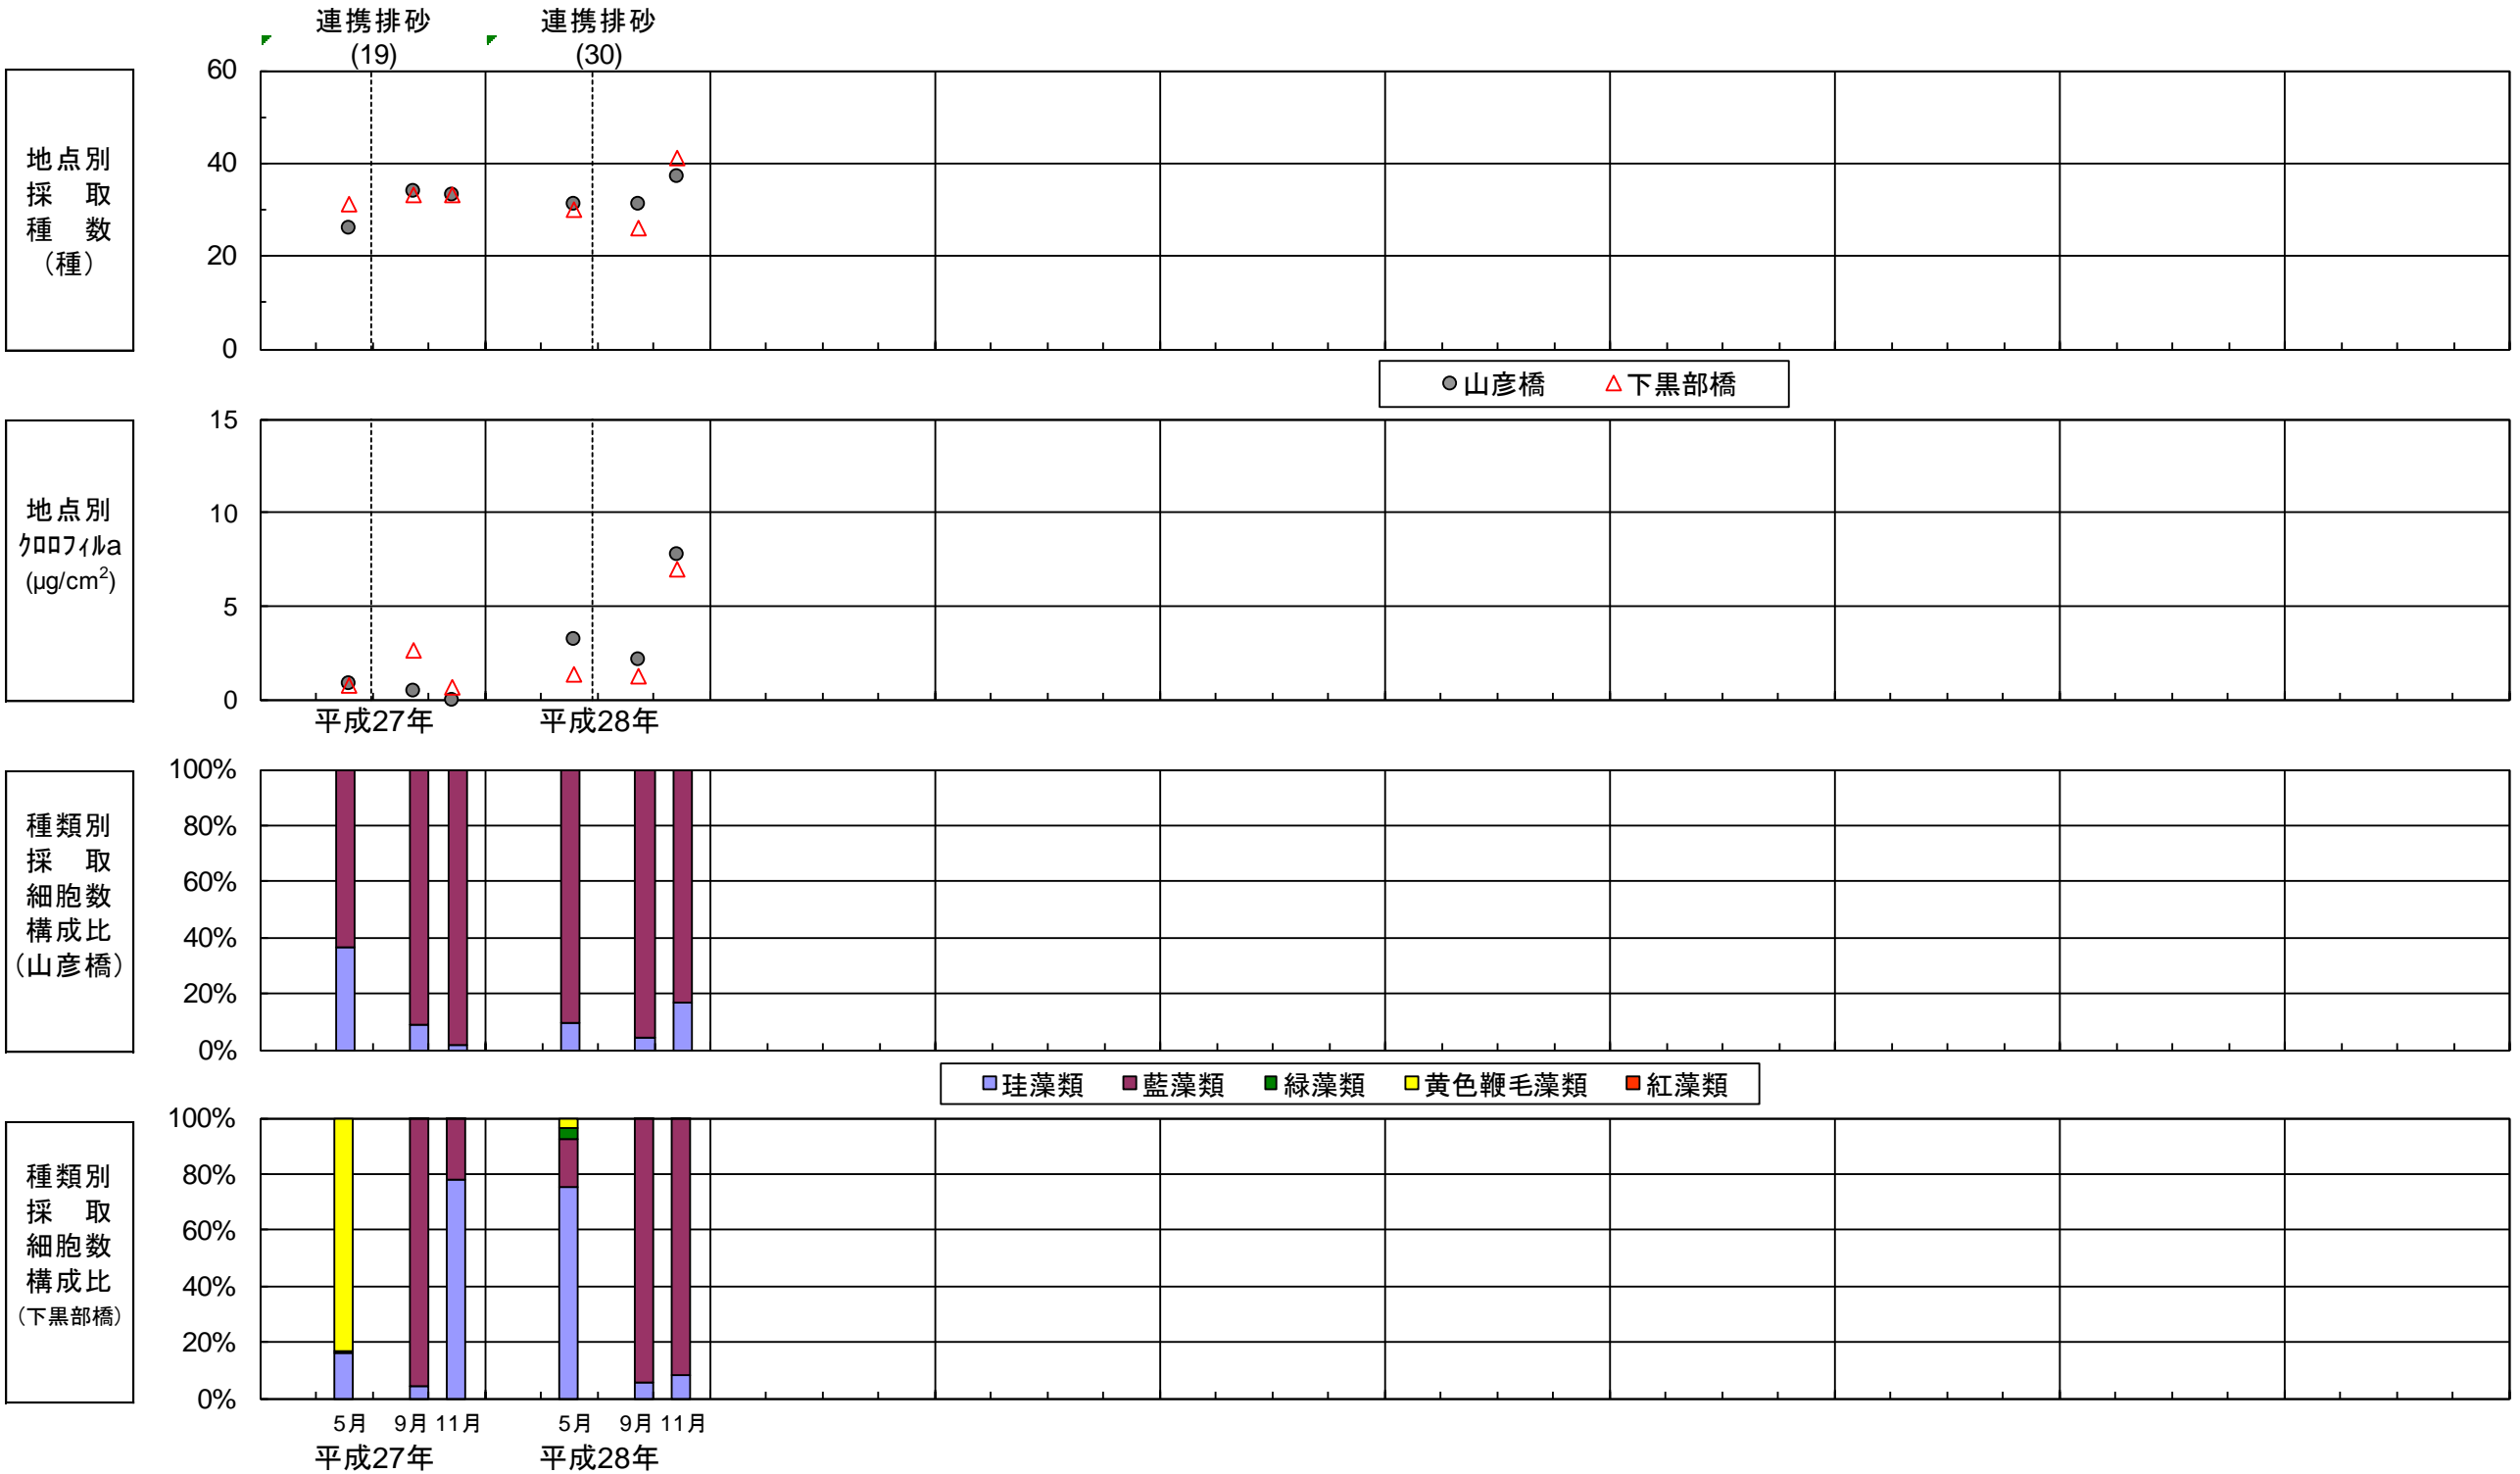 連携排砂
(19)
連携排砂
(30)
地点別
採　取
種　数
（種）
60
40
20
0
山彦橋
下黒部橋
地点別
ｸﾛﾛﾌｨﾙa
(μg/cm²)
15
10
5
0
平成27年
平成28年
種類別
採　取
細胞数
構成比
（山彦橋）
100%
80%
60%
40%
20%
0%
珪藻類
藍藻類
緑藻類
黄色鞭毛藻類
紅藻類
種類別
採　取
細胞数
構成比
（下黒部橋）
100%
80%
60%
40%
20%
0%
5月 9月 11月 5月 9月 11月
平成27年
平成28年